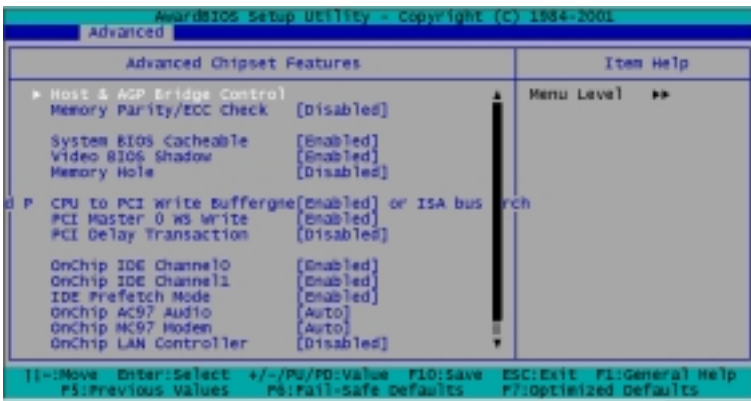 AwardBIOS Setup Utility - Copyright (C) 1984-2001
Advanced
Advanced Chipset Features
Item Help
▶ Host & AGP Bridge Control
Menu Level ▶▶
Memory Parity/ECC Check [Disabled]
System BIOS Cacheable [Enabled]
Video BIOS Shadow [Enabled]
Memory Hole [Disabled]
d P CPU to PCI Write Buffergme[Enabled] or ISA bus rch
PCI Master 0 WS Write [Enabled]
PCI Delay Transaction [Disabled]
OnChip IDE Channel0 [Enabled]
OnChip IDE Channel1 [Enabled]
IDE Prefetch Mode [Enabled]
OnChip AC97 Audio [Auto]
OnChip MC97 Modem [Auto]
OnChip LAN Controller [Disabled]
:Move Enter:Select +/-/PU/PD:Value F10:Save ESC:Exit F1:General Help
F5:Previous Values F6:Fail-Safe Defaults F7:Optimized Defaults